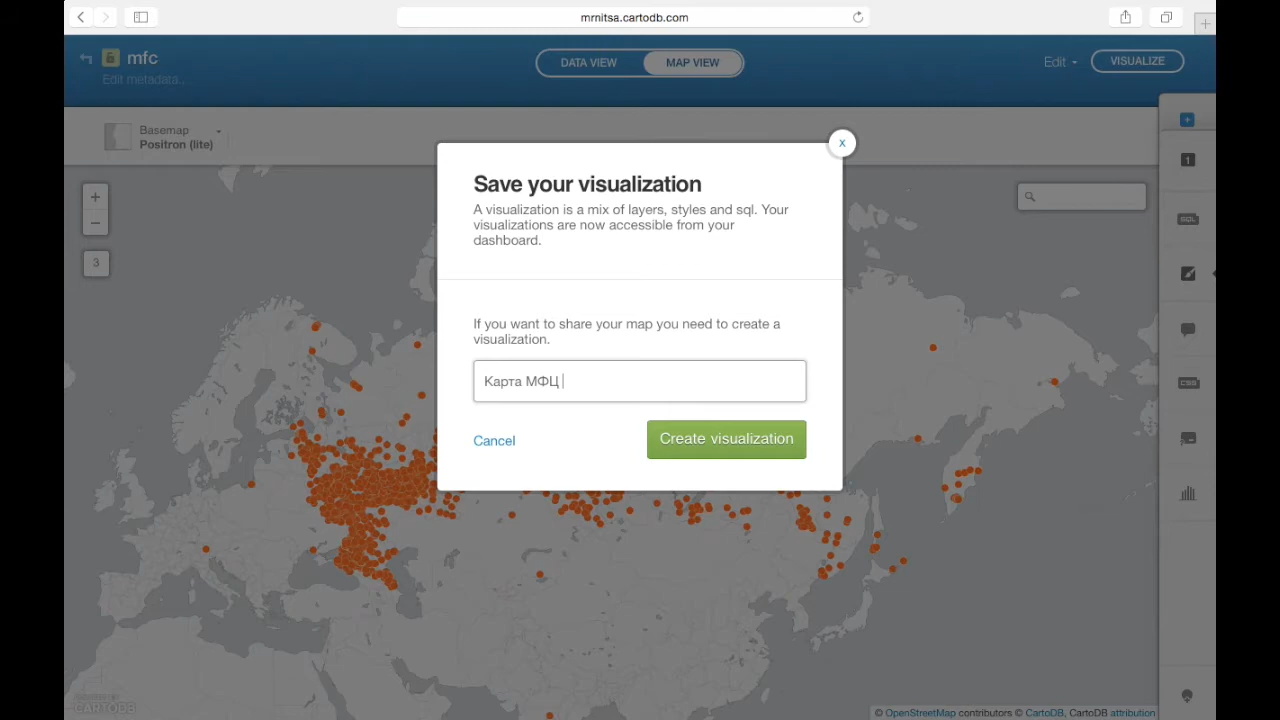 mrnitsa.cartodb.com
mfc
Edit metadata..
DATA VIEW
MAP VIEW
Edit
VISUALIZE
Basemap
Positron (lite)
x
Save your visualization
A visualization is a mix of layers, styles and sql. Your
visualizations are now accessible from your
dashboard.
+
−
3
1
SQL
If you want to share your map you need to create a
visualization.
Карта МФЦ
CSS
Cancel
Create visualization
CARTODB
© OpenStreetMap contributors © CartoDB, CartoDB attribution